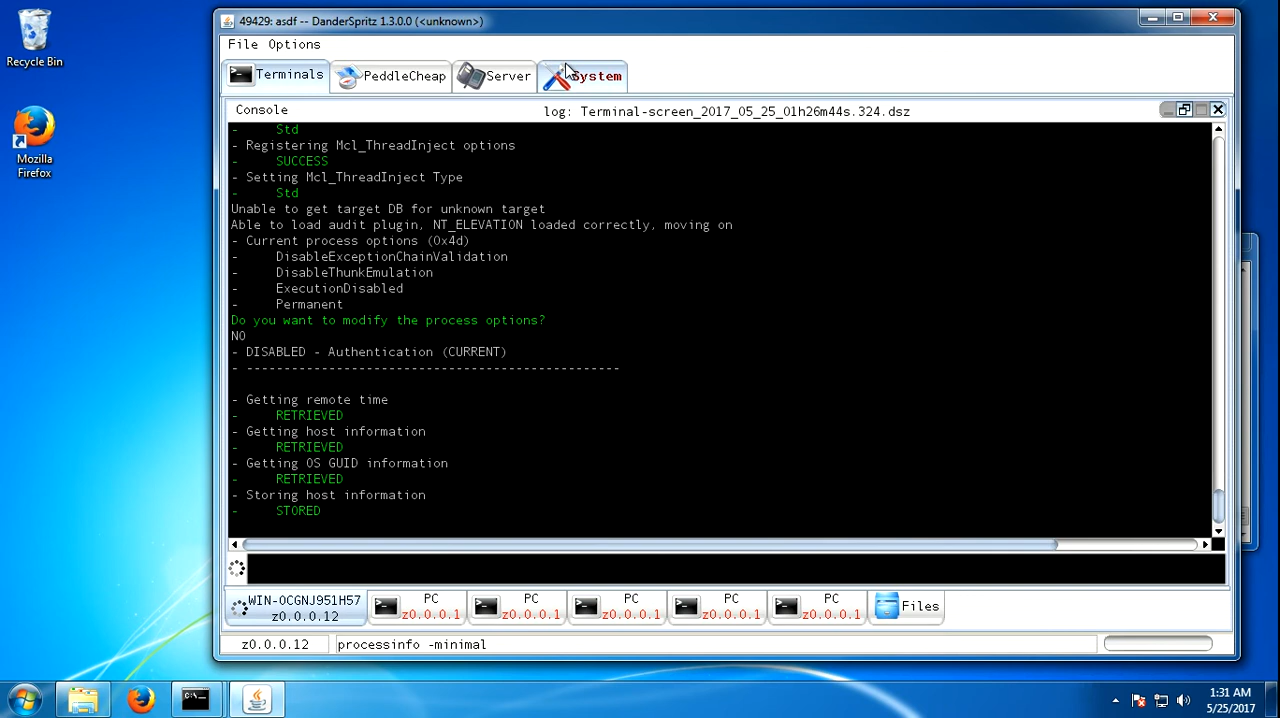 49429: asdf -- DanderSpritz 1.3.0.0 (<unknown>)
Recycle Bin
Mozilla
Firefox
File Options
Terminals PeddleCheap Server System
Console log: Terminal-screen_2017_05_25_01h26m44s.324.dsz
- Std
- Registering Mcl_ThreadInject options
- SUCCESS
- Setting Mcl_ThreadInject Type
- Std
Unable to get target DB for unknown target
Able to load audit plugin, NT_ELEVATION loaded correctly, moving on
- Current process options (0x4d)
- DisableExceptionChainValidation
- DisableThunkEmulation
- ExecutionDisabled
- Permanent
Do you want to modify the process options?
NO
- DISABLED - Authentication (CURRENT)
- --------------------------------------------------
- Getting remote time
- RETRIEVED
- Getting host information
- RETRIEVED
- Getting OS GUID information
- RETRIEVED
- Storing host information
- STORED
WIN-OCGNJ951H57 PC PC PC PC PC Files
z0.0.0.12 z0.0.0.1 z0.0.0.1 z0.0.0.1 z0.0.0.1 z0.0.0.1
z0.0.0.12 processinfo -minimal
1:31 AM
5/25/2017